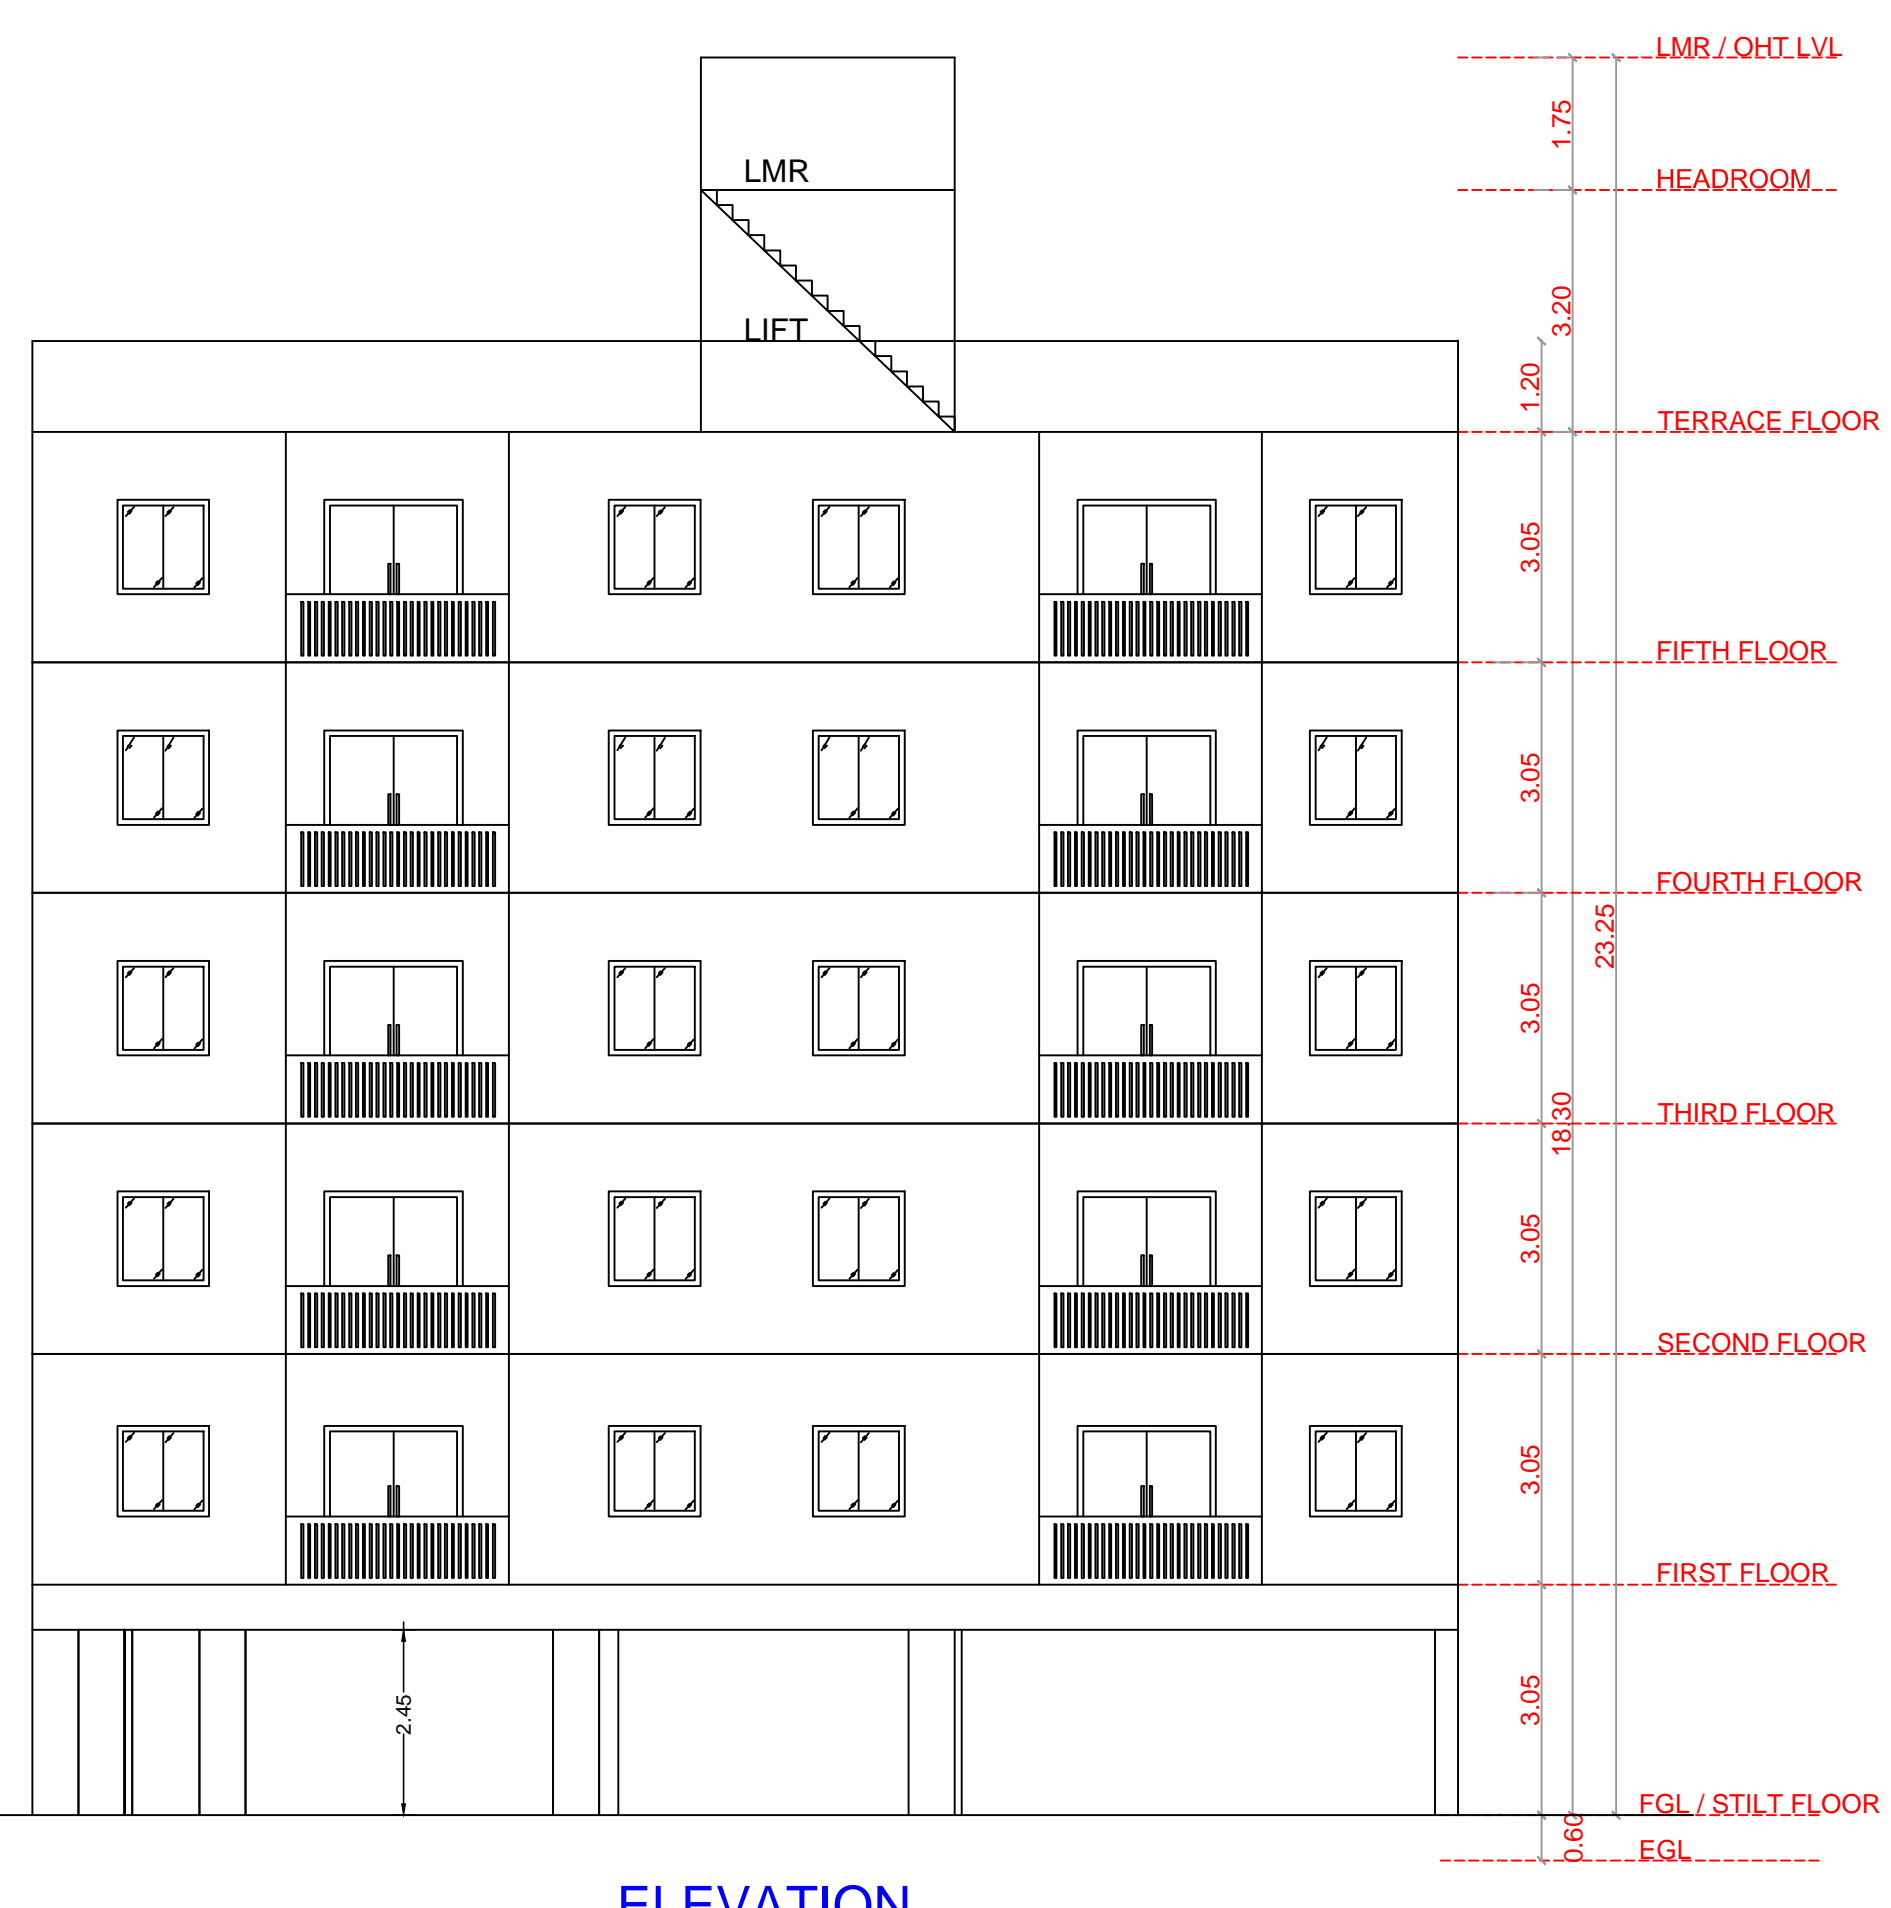 LMR / OHT LVL
1.75
LMR
HEADROOM
3.20
LIFT
1.20
TERRACE FLOOR
3.05
FIFTH FLOOR
3.05
FOURTH FLOOR
23.25
3.05
18.30
THIRD FLOOR
3.05
SECOND FLOOR
3.05
FIRST FLOOR
2.45
3.05
FGL / STILT FLOOR
0.60
EGL
ELEVATION